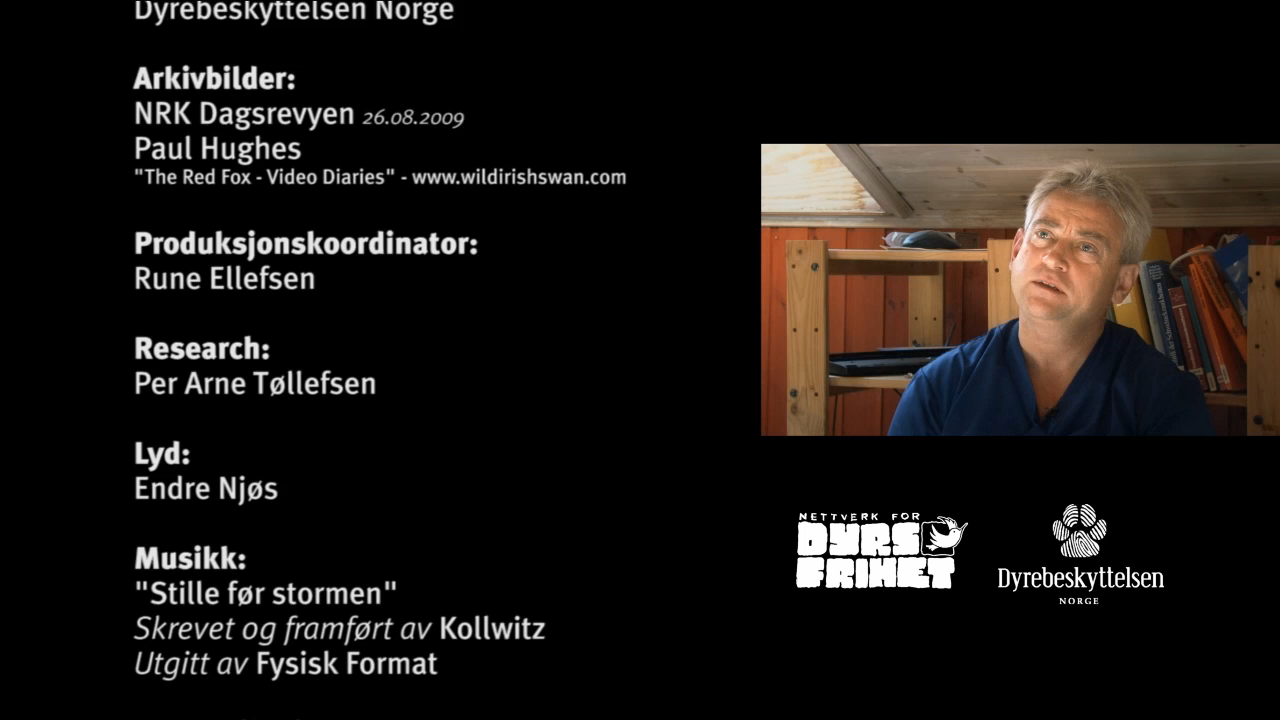 Dyrebeskyttelsen Norge
Arkivbilder:
NRK Dagsrevyen 26.08.2009
Paul Hughes
"The Red Fox - Video Diaries" - www.wildirishswan.com
Produksjonskoordinator:
Rune Ellefsen
Research:
Per Arne Tøllefsen
Lyd:
Endre Njøs
Musikk:
"Stille før stormen"
Skrevet og framført av Kollwitz
Utgitt av Fysisk Format
NETTVERK FOR
DYRS
FRIHET
Dyrebeskyttelsen
NORGE